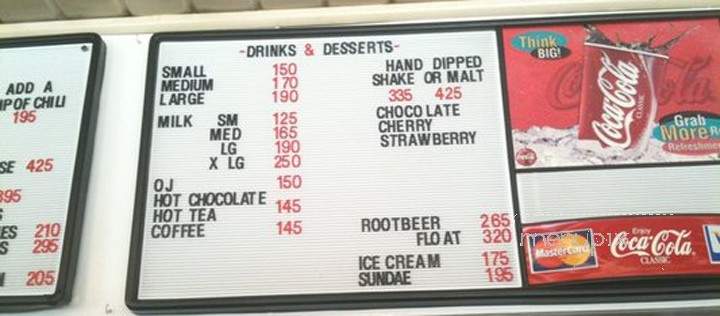 ADD A
OF CHILI
195
425
395
210
295
205
-DRINKS & DESSERTS-
SMALL 150
MEDIUM 170
LARGE 190
MILK SM 125
MED 165
LG 190
X LG 250
OJ 150
HOT CHOCOLATE
HOT TEA 145
COFFEE 145
HAND DIPPED
SHAKE OR MALT
335 425
CHOCOLATE
CHERRY
STRAWBERRY
ROOTBEER 265
FLOAT 320
ICE CREAM 175
SUNDAE 195
Think
BIG!
Coca-Cola
CLASSIC
Grab
More
Refreshment
MasterCard
Enjoy
Coca-Cola
CLASSIC